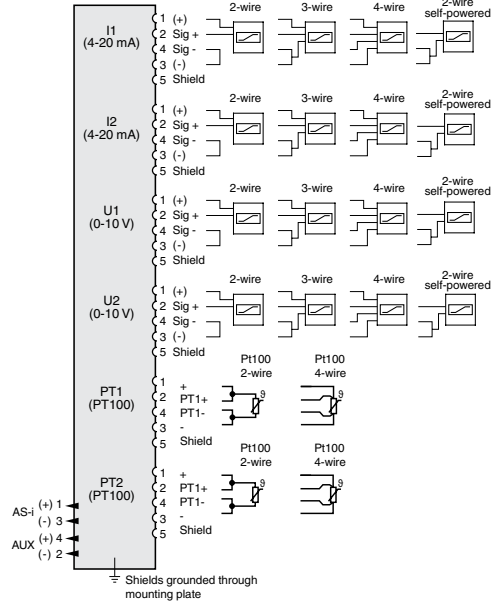 2-wire 3-wire 4-wire 2-wire self-powered
I1
(4-20 mA)
1 (+)
2 Sig +
4 Sig -
3 (-)
5 Shield
2-wire 3-wire 4-wire 2-wire self-powered
I2
(4-20 mA)
1 (+)
2 Sig +
4 Sig -
3 (-)
5 Shield
2-wire 3-wire 4-wire 2-wire self-powered
U1
(0-10 V)
1 (+)
2 Sig +
4 Sig -
3 (-)
5 Shield
2-wire 3-wire 4-wire 2-wire self-powered
U2
(0-10 V)
1 (+)
2 Sig +
4 Sig -
3 (-)
5 Shield
Pt100 2-wire
Pt100 4-wire
PT1
(PT100)
1 +
2 PT1+
4 PT1-
3 -
5 Shield
ϑ ϑ
Pt100 2-wire
Pt100 4-wire
PT2
(PT100)
1 +
2 PT1+
4 PT1-
3 -
5 Shield
ϑ ϑ
AS-i (+) 1
(-) 3
AUX (+) 4
(-) 2
Shields grounded through
mounting plate